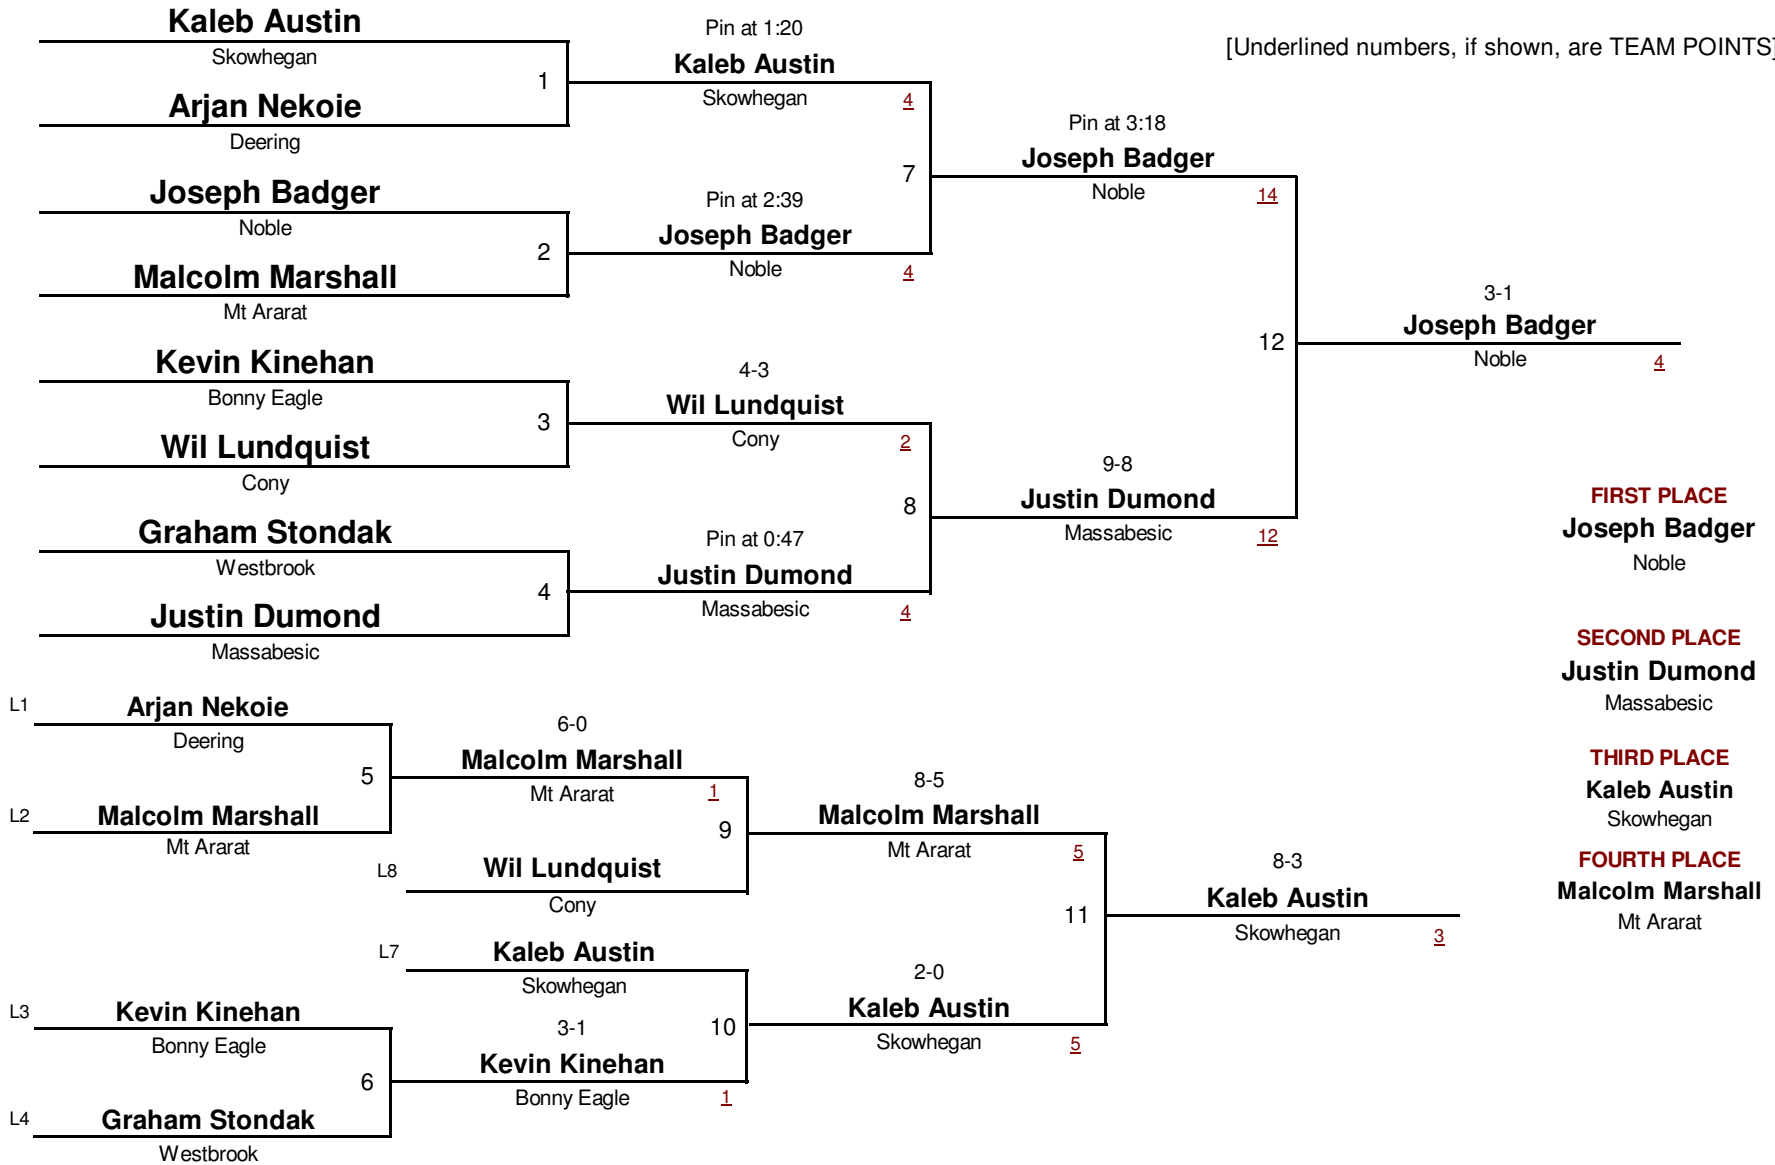 [Underlined numbers, if shown, are TEAM POINTS]
Kaleb Austin
Skowhegan
1
Arjan Nekoie
Deering
Joseph Badger
Noble
2
Malcolm Marshall
Mt Ararat
Kevin Kinehan
Bonny Eagle
3
Wil Lundquist
Cony
Graham Stondak
Westbrook
4
Justin Dumond
Massabesic
Pin at 1:20
Kaleb Austin
Skowhegan
4
7
Pin at 2:39
Joseph Badger
Noble
4
4-3
Wil Lundquist
Cony
2
8
Pin at 0:47
Justin Dumond
Massabesic
4
Pin at 3:18
Joseph Badger
Noble
14
12
9-8
Justin Dumond
Massabesic
12
3-1
Joseph Badger
Noble
4
FIRST PLACE
Joseph Badger
Noble
SECOND PLACE
Justin Dumond
Massabesic
THIRD PLACE
Kaleb Austin
Skowhegan
FOURTH PLACE
Malcolm Marshall
Mt Ararat
L1
Arjan Nekoie
Deering
5
L2
Malcolm Marshall
Mt Ararat
L3
Kevin Kinehan
Bonny Eagle
6
L4
Graham Stondak
Westbrook
6-0
Malcolm Marshall
Mt Ararat
1
9
L8
Wil Lundquist
Cony
L7
Kaleb Austin
Skowhegan
10
3-1
Kevin Kinehan
Bonny Eagle
1
8-5
Malcolm Marshall
Mt Ararat
5
11
2-0
Kaleb Austin
Skowhegan
5
8-3
Kaleb Austin
Skowhegan
3